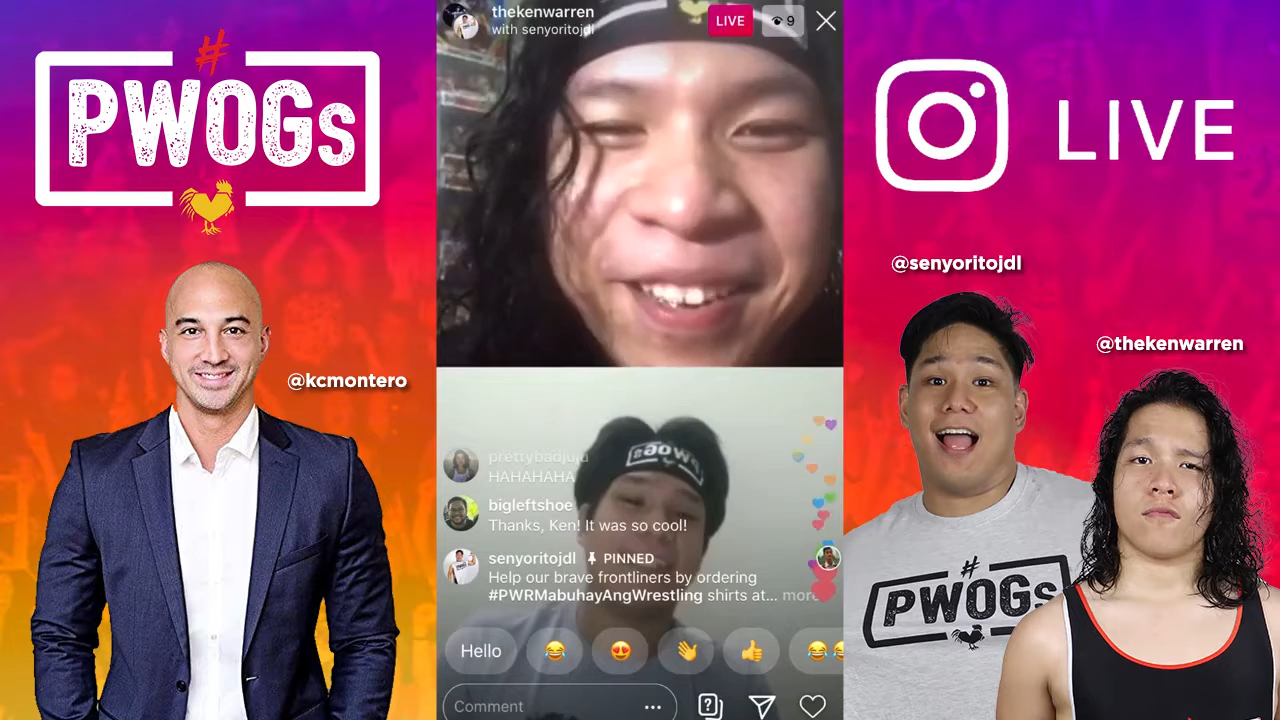 #
PWOGs
@kcmontero
thekenwarren
with senyoritojdl
LIVE
9
prettybadjuju
HAHAHAHA
bigleftshoe
Thanks, Ken! It was so cool!
senyoritojdl PINNED
Help our brave frontliners by ordering
#PWRMabuhayAngWrestling shirts at... more
Hello
Comment
LIVE
@senyoritojdl
@thekenwarren
#
PWOGs